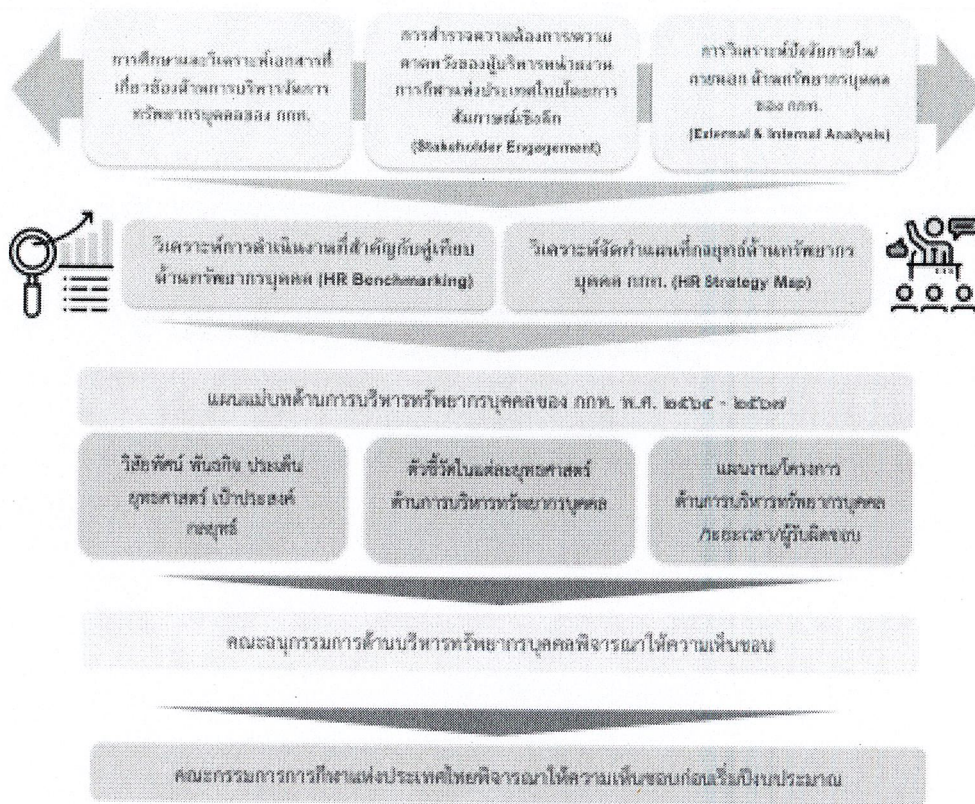 การศึกษาและวิเคราะห์เอกสารที่
เกี่ยวข้องด้านการบริหารจัดการ
ทรัพยากรบุคคลของ กกท.
การสำรวจความต้องการ/ความ
คาดหวังของผู้บริหารหน่วยงาน
การกีฬาแห่งประเทศไทยโดยการ
สัมภาษณ์เชิงลึก
(Stakeholder Engagement)
การวิเคราะห์ปัจจัยภายใน/
ภายนอก ด้านทรัพยากรบุคคล
ของ กกท.
(External & Internal Analysis)
วิเคราะห์การดำเนินงานที่สำคัญกับคู่เทียบ
ด้านทรัพยากรบุคคล (HR Benchmarking)
วิเคราะห์จัดทำแผนที่กลยุทธ์ด้านทรัพยากร
บุคคล กกท. (HR Strategy Map)
แผนแม่บทด้านการบริหารทรัพยากรบุคคลของ กกท. พ.ศ. ๒๕๖๔ - ๒๕๖๗
วิสัยทัศน์ พันธกิจ ประเด็น
ยุทธศาสตร์ เป้าประสงค์
กลยุทธ์
ตัวชี้วัดในแต่ละยุทธศาสตร์
ด้านการบริหารทรัพยากรบุคคล
แผนงาน/โครงการ
ด้านการบริหารทรัพยากรบุคคล
/ระยะเวลา/ผู้รับผิดชอบ
คณะอนุกรรมการด้านบริหารทรัพยากรบุคคลพิจารณาให้ความเห็นชอบ
คณะกรรมการการกีฬาแห่งประเทศไทยพิจารณาให้ความเห็นชอบก่อนเริ่มปีงบประมาณ